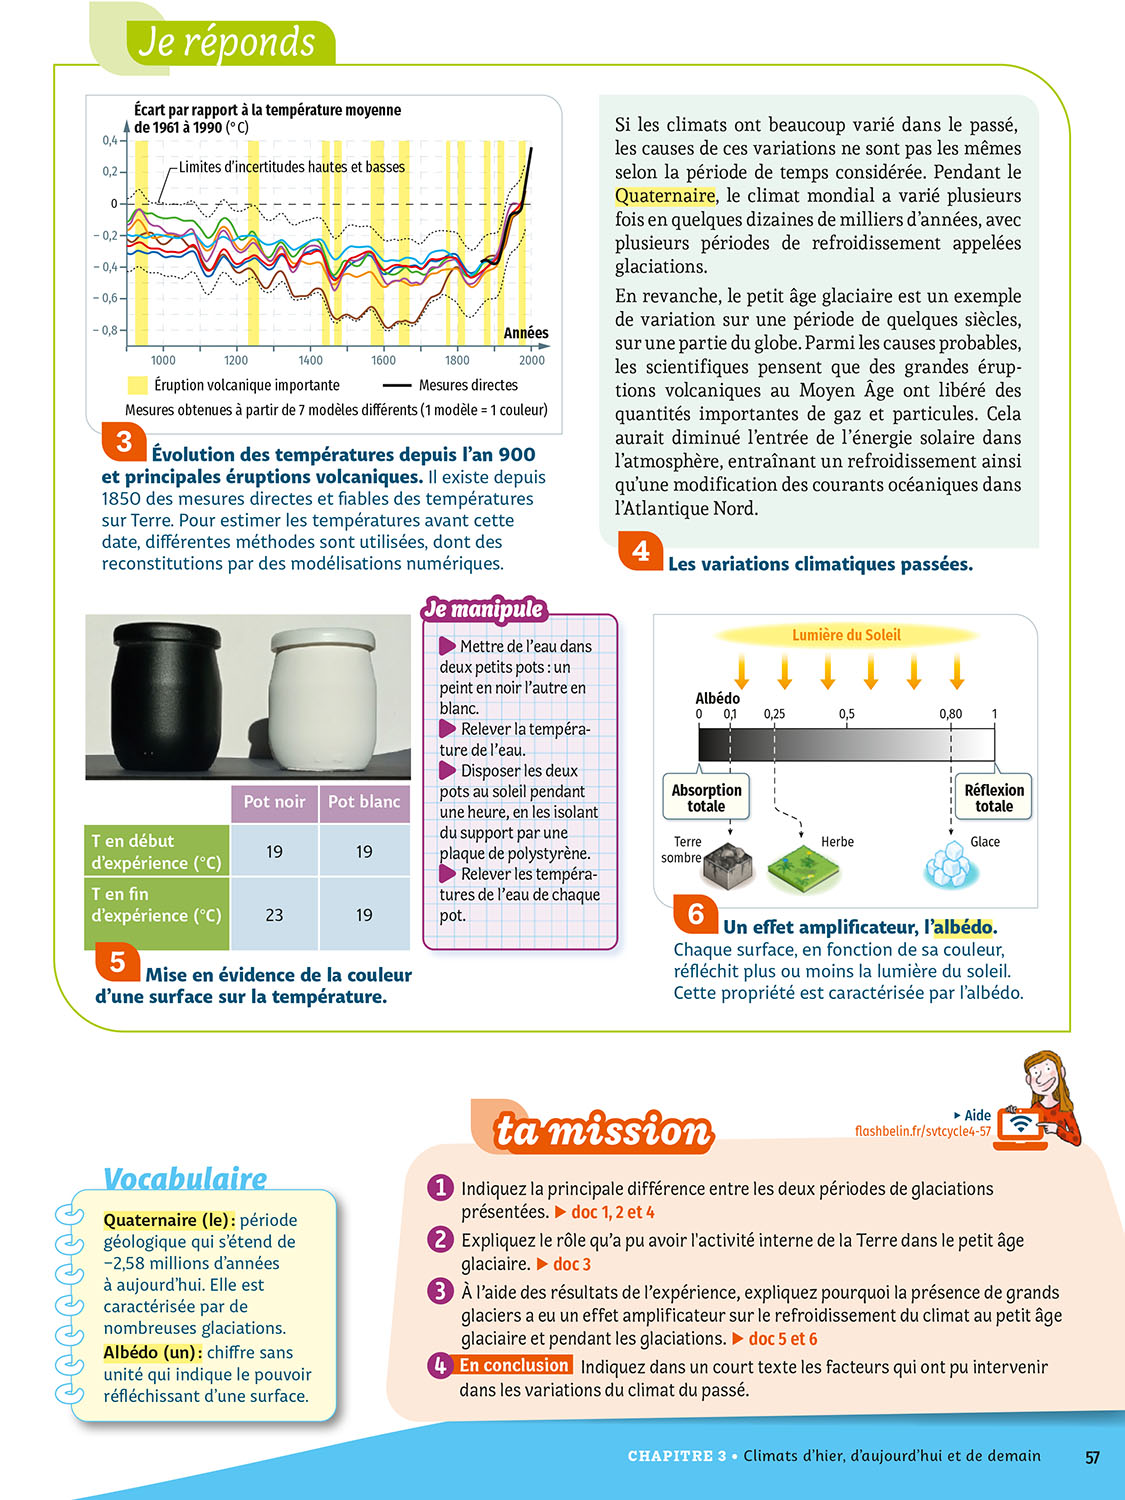 Je réponds
Écart par rapport à la température moyenne
de 1961 à 1990 (°C)
0,4
0,2
0
– 0,2
– 0,4
– 0,6
– 0,8
Limites d'incertitudes hautes et basses
Années
1000
1200
1400
1600
1800
2000
Éruption volcanique importante
Mesures directes
Mesures obtenues à partir de 7 modèles différents (1 modèle = 1 couleur)
3 Évolution des températures depuis l'an 900
et principales éruptions volcaniques. Il existe depuis
1850 des mesures directes et fiables des températures
sur Terre. Pour estimer les températures avant cette
date, différentes méthodes sont utilisées, dont des
reconstitutions par des modélisations numériques.
Si les climats ont beaucoup varié dans le passé,
les causes de ces variations ne sont pas les mêmes
selon la période de temps considérée. Pendant le
Quaternaire, le climat mondial a varié plusieurs
fois en quelques dizaines de milliers d'années, avec
plusieurs périodes de refroidissement appelées
glaciations.
En revanche, le petit âge glaciaire est un exemple
de variation sur une période de quelques siècles,
sur une partie du globe. Parmi les causes probables,
les scientifiques pensent que des grandes érup-
tions volcaniques au Moyen Âge ont libéré des
quantités importantes de gaz et particules. Cela
aurait diminué l'entrée de l'énergie solaire dans
l'atmosphère, entraînant un refroidissement ainsi
qu'une modification des courants océaniques dans
l'Atlantique Nord.
4 Les variations climatiques passées.
Pot noir
Pot blanc
T en début
d'expérience (°C)
19
19
T en fin
d'expérience (°C)
23
19
5 Mise en évidence de la couleur
d'une surface sur la température.
Je manipule
Mettre de l'eau dans
deux petits pots : un
peint en noir l'autre en
blanc.
Relever la tempéra-
ture de l'eau.
Disposer les deux
pots au soleil pendant
une heure, en les isolant
du support par une
plaque de polystyrène.
Relever les tempéra-
tures de l'eau de chaque
pot.
Lumière du Soleil
Albédo
0
0,1
0,25
0,5
0,80
1
Absorption
totale
Réflexion
totale
Terre
sombre
Herbe
Glace
6 Un effet amplificateur, l'albédo.
Chaque surface, en fonction de sa couleur,
réfléchit plus ou moins la lumière du soleil.
Cette propriété est caractérisée par l'albédo.
Vocabulaire
Quaternaire (le) : période
géologique qui s'étend de
–2,58 millions d'années
à aujourd'hui. Elle est
caractérisée par de
nombreuses glaciations.
Albédo (un) : chiffre sans
unité qui indique le pouvoir
réfléchissant d'une surface.
ta mission
Aide
flashbelin.fr/svtcycle4-57
1 Indiquez la principale différence entre les deux périodes de glaciations
présentées. doc 1, 2 et 4
2 Expliquez le rôle qu'a pu avoir l'activité interne de la Terre dans le petit âge
glaciaire. doc 3
3 À l'aide des résultats de l'expérience, expliquez pourquoi la présence de grands
glaciers a eu un effet amplificateur sur le refroidissement du climat au petit âge
glaciaire et pendant les glaciations. doc 5 et 6
4 En conclusion Indiquez dans un court texte les facteurs qui ont pu intervenir
dans les variations du climat du passé.
CHAPITRE 3 • Climats d'hier, d'aujourd'hui et de demain 57